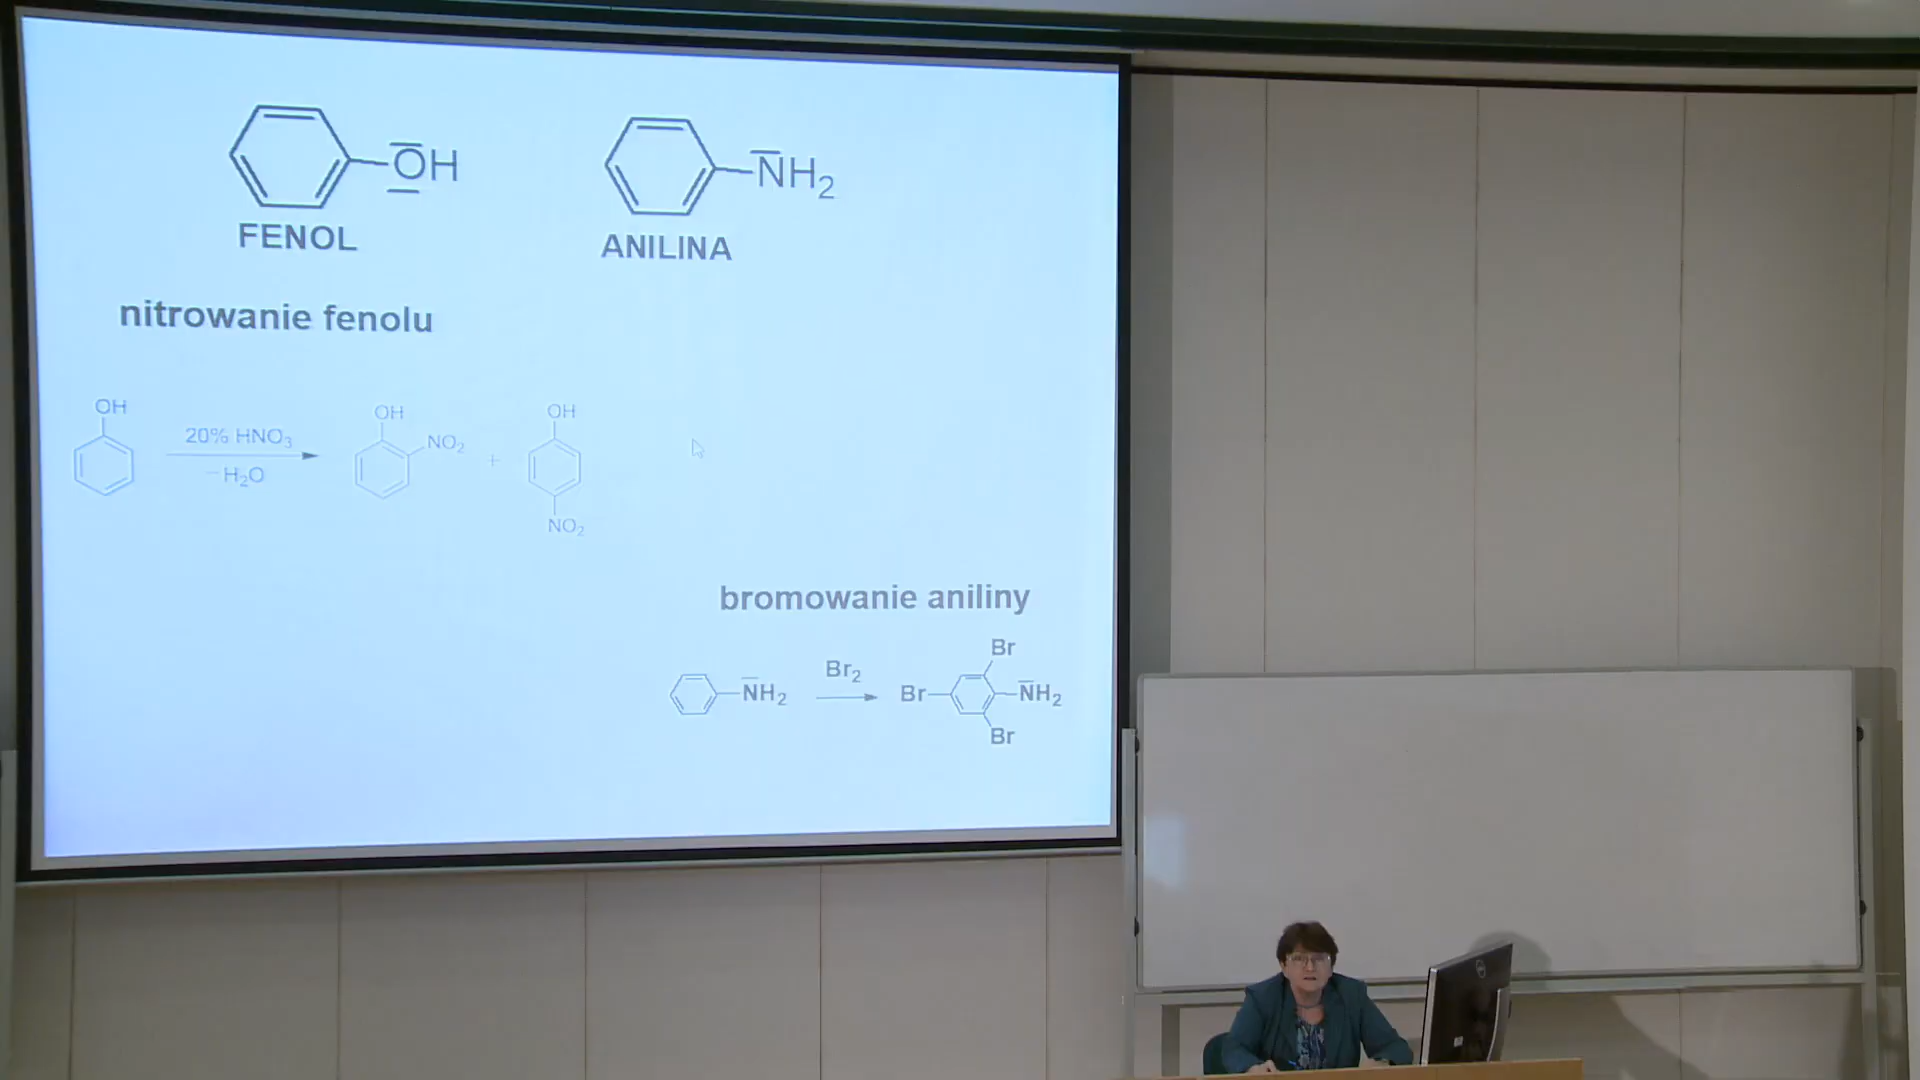 OH
NH₂
FENOL
ANILINA
nitrowanie fenolu
OH
20% HNO₃
−H₂O
OH
NO₂
+
OH
NO₂
bromowanie aniliny
NH₂
Br₂
Br
Br
NH₂
Br